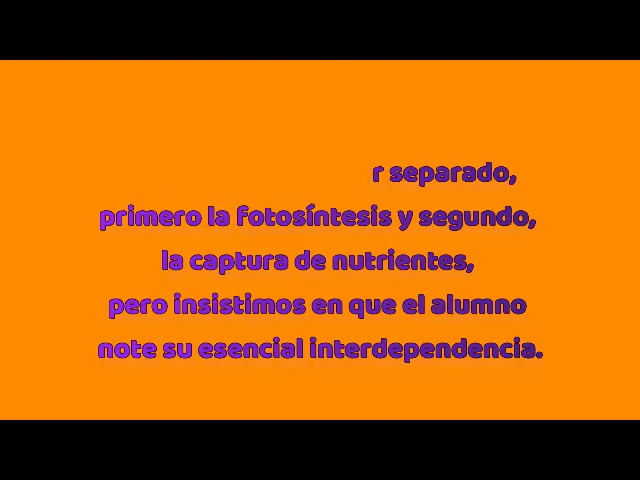 r separado,
primero la fotosíntesis y segundo,
la captura de nutrientes,
pero insistimos en que el alumno
note su esencial interdependencia.